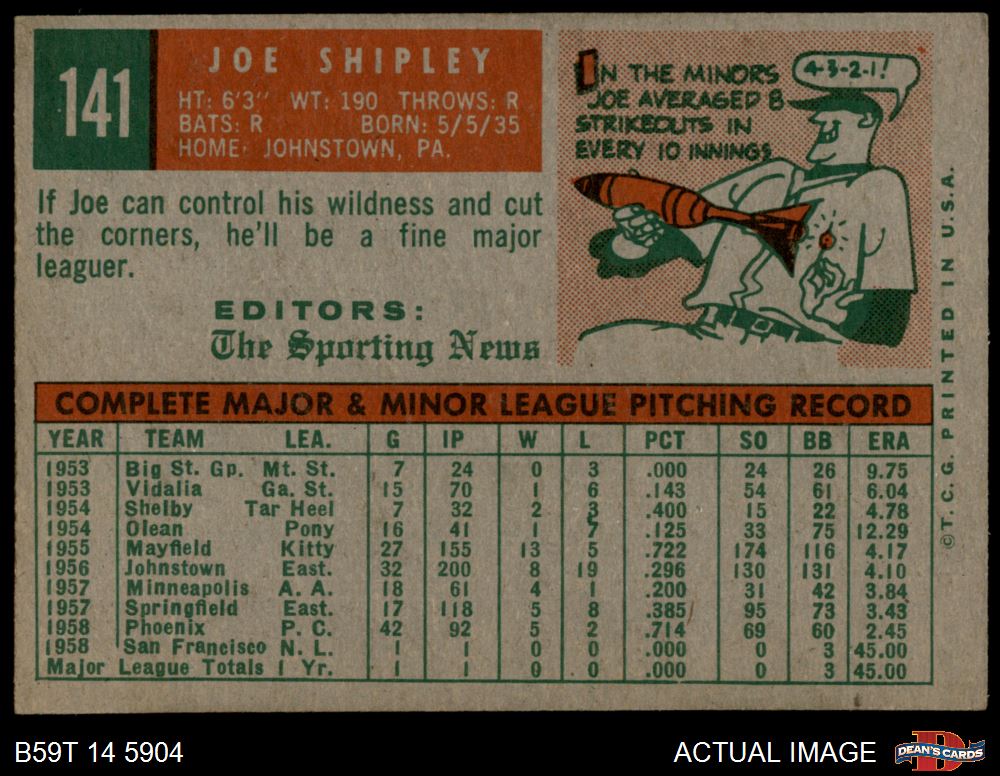 141
JOE SHIPLEY
HT: 6'3" WT: 190 THROWS: R
BATS: R BORN: 5/5/35
HOME: JOHNSTOWN, PA.
If Joe can control his wildness and cut
the corners, he'll be a fine major
leaguer.
EDITORS:
The Sporting News
IN THE MINORS
JOE AVERAGED 8
STRIKEOUTS IN
EVERY 10 INNINGS
4-3-2-1!
COMPLETE MAJOR & MINOR LEAGUE PITCHING RECORD
YEAR TEAM LEA. G IP W L PCT SO BB ERA
1953 Big St. Gp. Mt. St. 7 24 0 3 .000 24 26 9.75
1953 Vidalia Ga. St. 15 70 1 6 .143 54 61 6.04
1954 Shelby Tar Heel 7 32 2 3 .400 15 22 4.78
1954 Olean Pony 16 41 1 7 .125 33 75 12.29
1955 Mayfield Kitty 27 155 13 5 .722 174 116 4.17
1956 Johnstown East. 32 200 8 19 .296 130 131 4.10
1957 Minneapolis A. A. 18 61 4 1 .200 31 42 3.84
1957 Springfield East. 17 118 5 8 .385 95 73 3.43
1958 Phoenix P. C. 42 92 5 2 .714 69 60 2.45
1958 San Francisco N. L. 1 1 0 0 .000 0 3 45.00
Major League Totals 1 Yr. 1 1 0 0 .000 0 3 45.00
©T. C. G. PRINTED IN U.S.A.
B59T 14 5904
ACTUAL IMAGE
DEAN'S CARDS